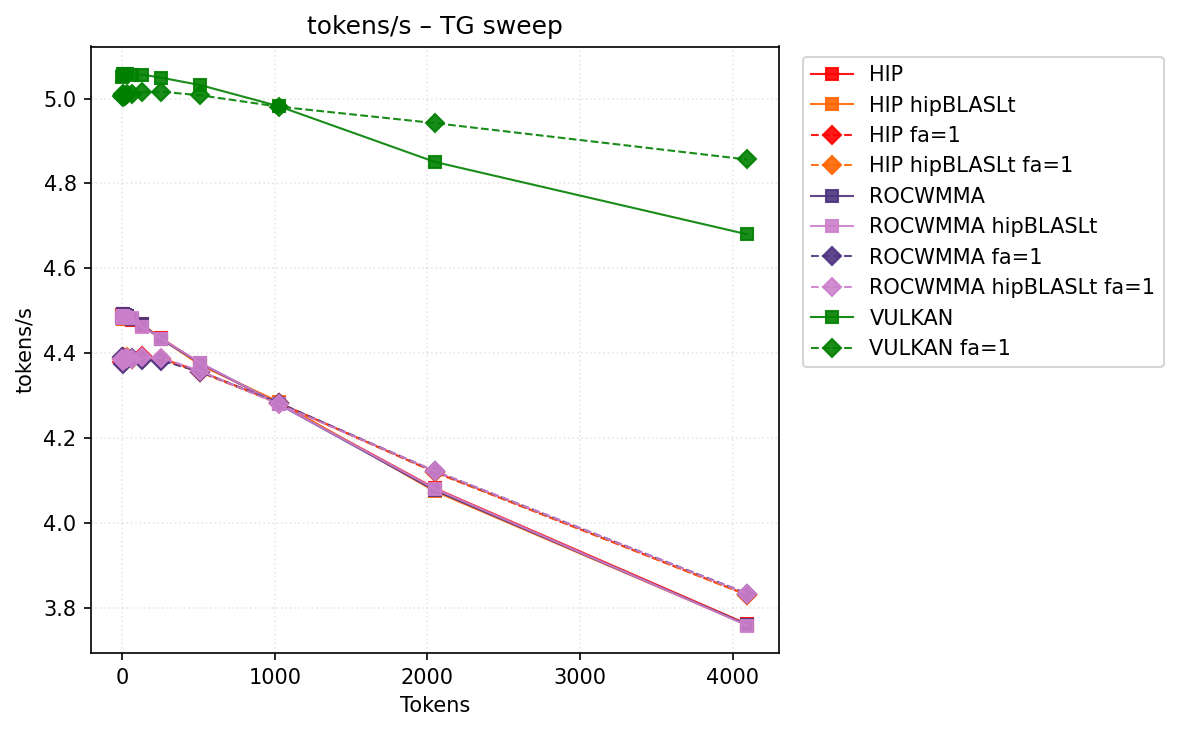 tokens/s – TG sweep
tokens/s
5.0
4.8
4.6
4.4
4.2
4.0
3.8
0
1000
2000
3000
4000
Tokens
HIP
HIP hipBLASLt
HIP fa=1
HIP hipBLASLt fa=1
ROCWMMA
ROCWMMA hipBLASLt
ROCWMMA fa=1
ROCWMMA hipBLASLt fa=1
VULKAN
VULKAN fa=1